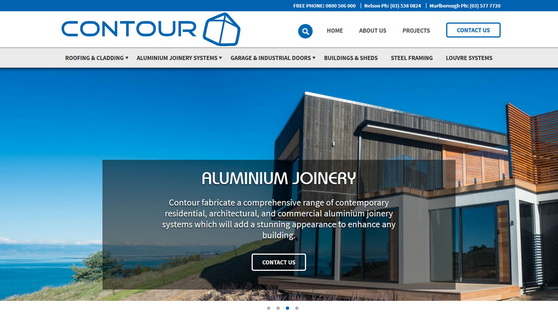 FREE PHONE: 0800 506 000 | Nelson Ph: (03) 538 0824 | Marlborough Ph: (03) 577 7720
CONTOUR
HOME ABOUT US PROJECTS CONTACT US
ROOFING & CLADDING ALUMINIUM JOINERY SYSTEMS GARAGE & INDUSTRIAL DOORS BUILDINGS & SHEDS STEEL FRAMING LOUVRE SYSTEMS
ALUMINIUM JOINERY
Contour fabricate a comprehensive range of contemporary
residential, architectural, and commercial aluminium joinery
systems which will add a stunning appearance to enhance any
building.
CONTACT US